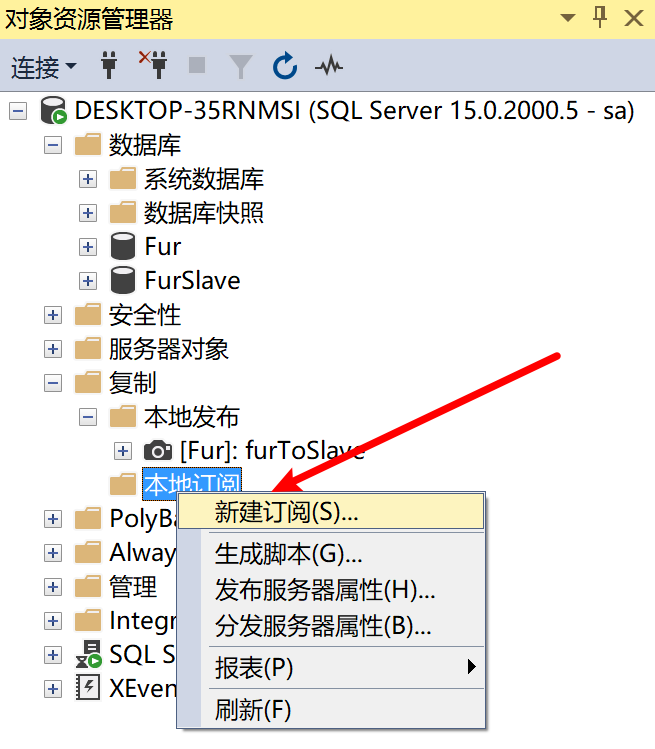 对象资源管理器
连接
DESKTOP-35RNMSI (SQL Server 15.0.2000.5 - sa)
数据库
系统数据库
数据库快照
Fur
FurSlave
安全性
服务器对象
复制
本地发布
[Fur]: furToSlave
本地订阅
新建订阅(S)...
PolyBa
生成脚本(G)...
Alway
发布服务器属性(H)...
管理
分发服务器属性(B)...
Integr
SQL S
报表(P)
XEven
刷新(F)